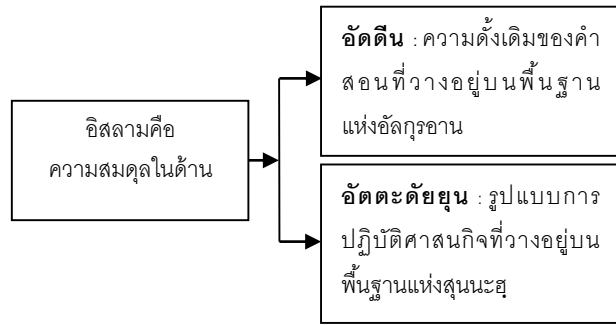 อิสลามคือ
ความสมดุลในด้าน
อัดดีน : ความดั้งเดิมของคำ
สอนที่วางอยู่บนพื้นฐาน
แห่งอัลกุรอาน
อัตตะดัยยุน : รูปแบบการ
ปฏิบัติศาสนกิจที่วางอยู่บน
พื้นฐานแห่งสุนนะฮฺ